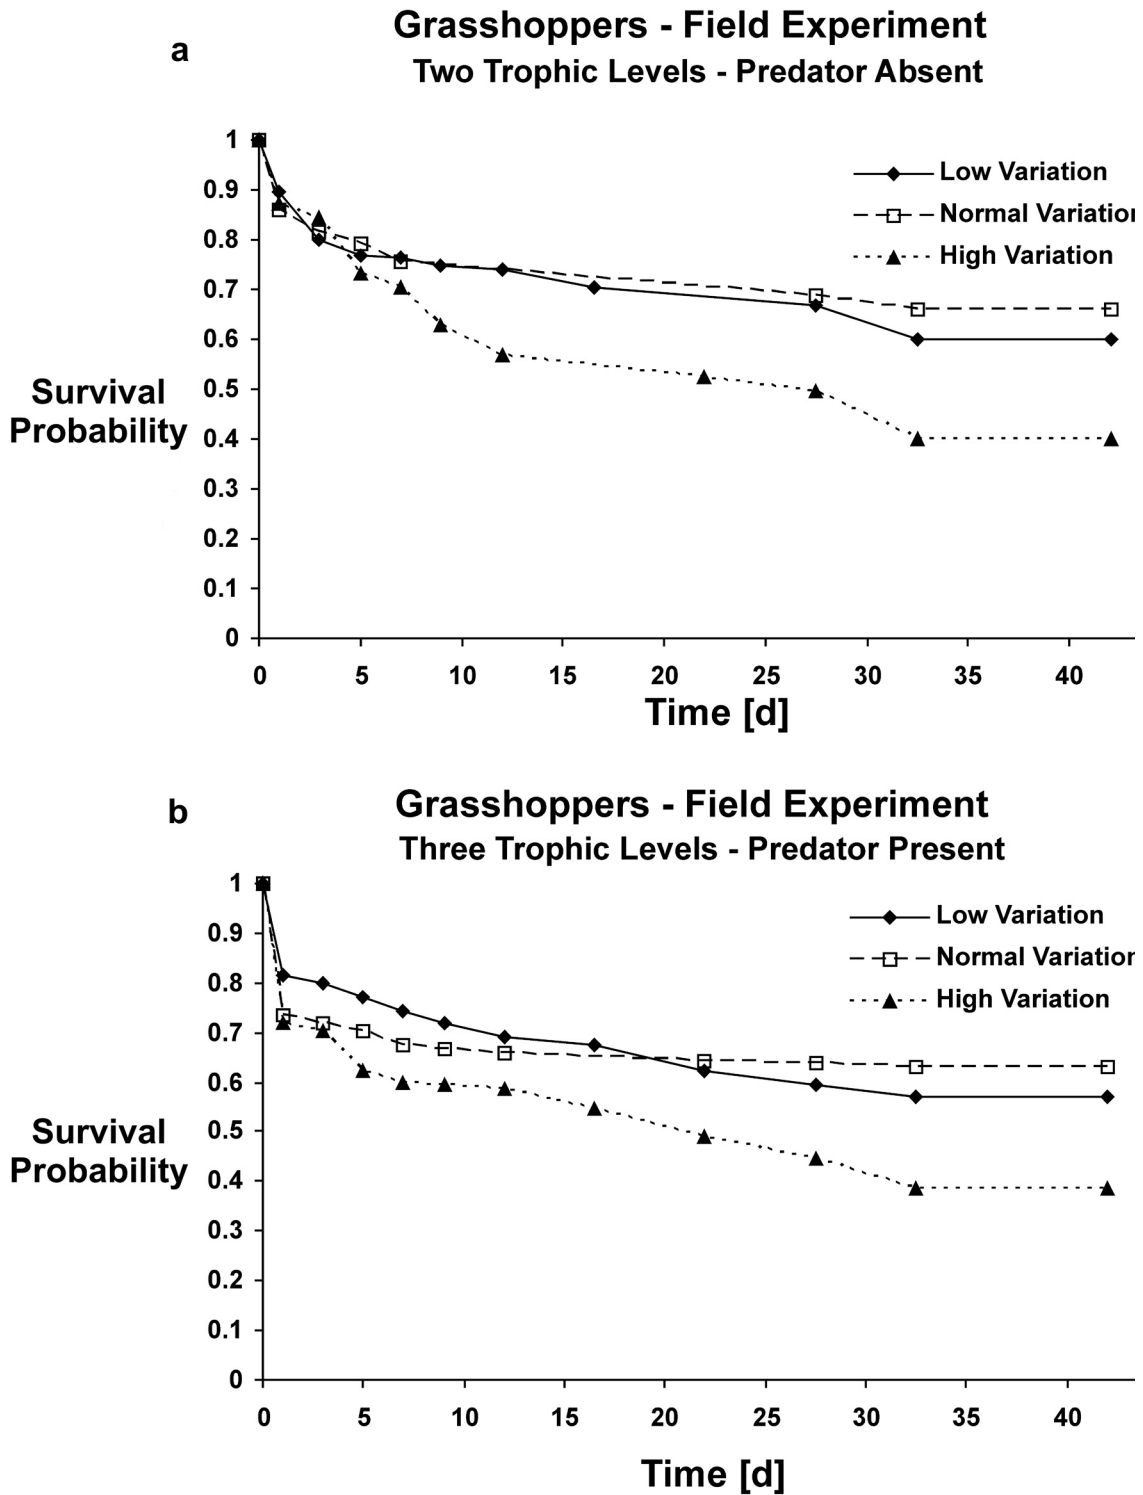 a
Grasshoppers - Field Experiment
Two Trophic Levels - Predator Absent
1
0.9
0.8
0.7
0.6
0.5
0.4
0.3
0.2
0.1
0
Low Variation
Normal Variation
High Variation
Survival
Probability
0 5 10 15 20 25 30 35 40
Time [d]
b
Grasshoppers - Field Experiment
Three Trophic Levels - Predator Present
1
0.9
0.8
0.7
0.6
0.5
0.4
0.3
0.2
0.1
0
Low Variation
Normal Variation
High Variation
Survival
Probability
0 5 10 15 20 25 30 35 40
Time [d]